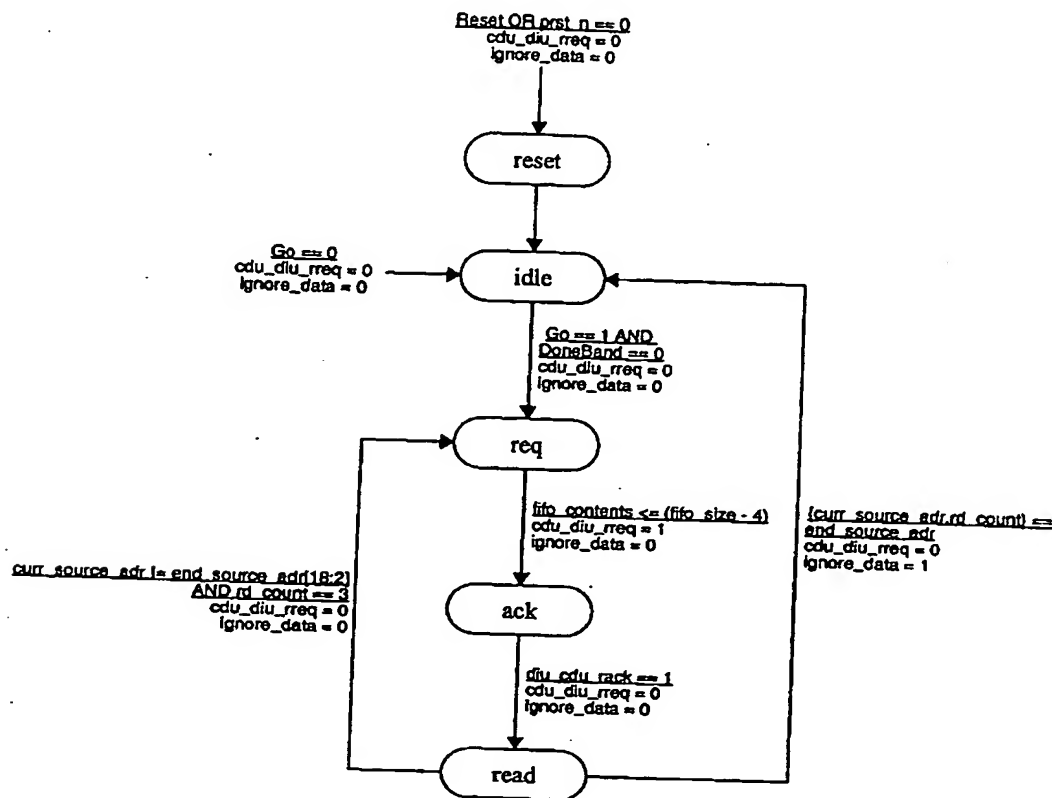 Reset OR prst_n == 0
cdu_diu_rreq = 0
ignore_data = 0
reset
Go == 0
cdu_diu_rreq = 0
ignore_data = 0
idle
Go == 1 AND
DoneBand == 0
cdu_diu_rreq = 0
ignore_data = 0
req
fifo_contents <= (fifo_size - 4)
cdu_diu_rreq = 1
ignore_data = 0
{curr_source_adr,rd_count} ==
end_source_adr
cdu_diu_rreq = 0
ignore_data = 1
curr_source_adr != end_source_adr[18:2]
AND rd_count == 3
cdu_diu_rreq = 0
ignore_data = 0
ack
diu_cdu_rack == 1
cdu_diu_rreq = 0
ignore_data = 0
read